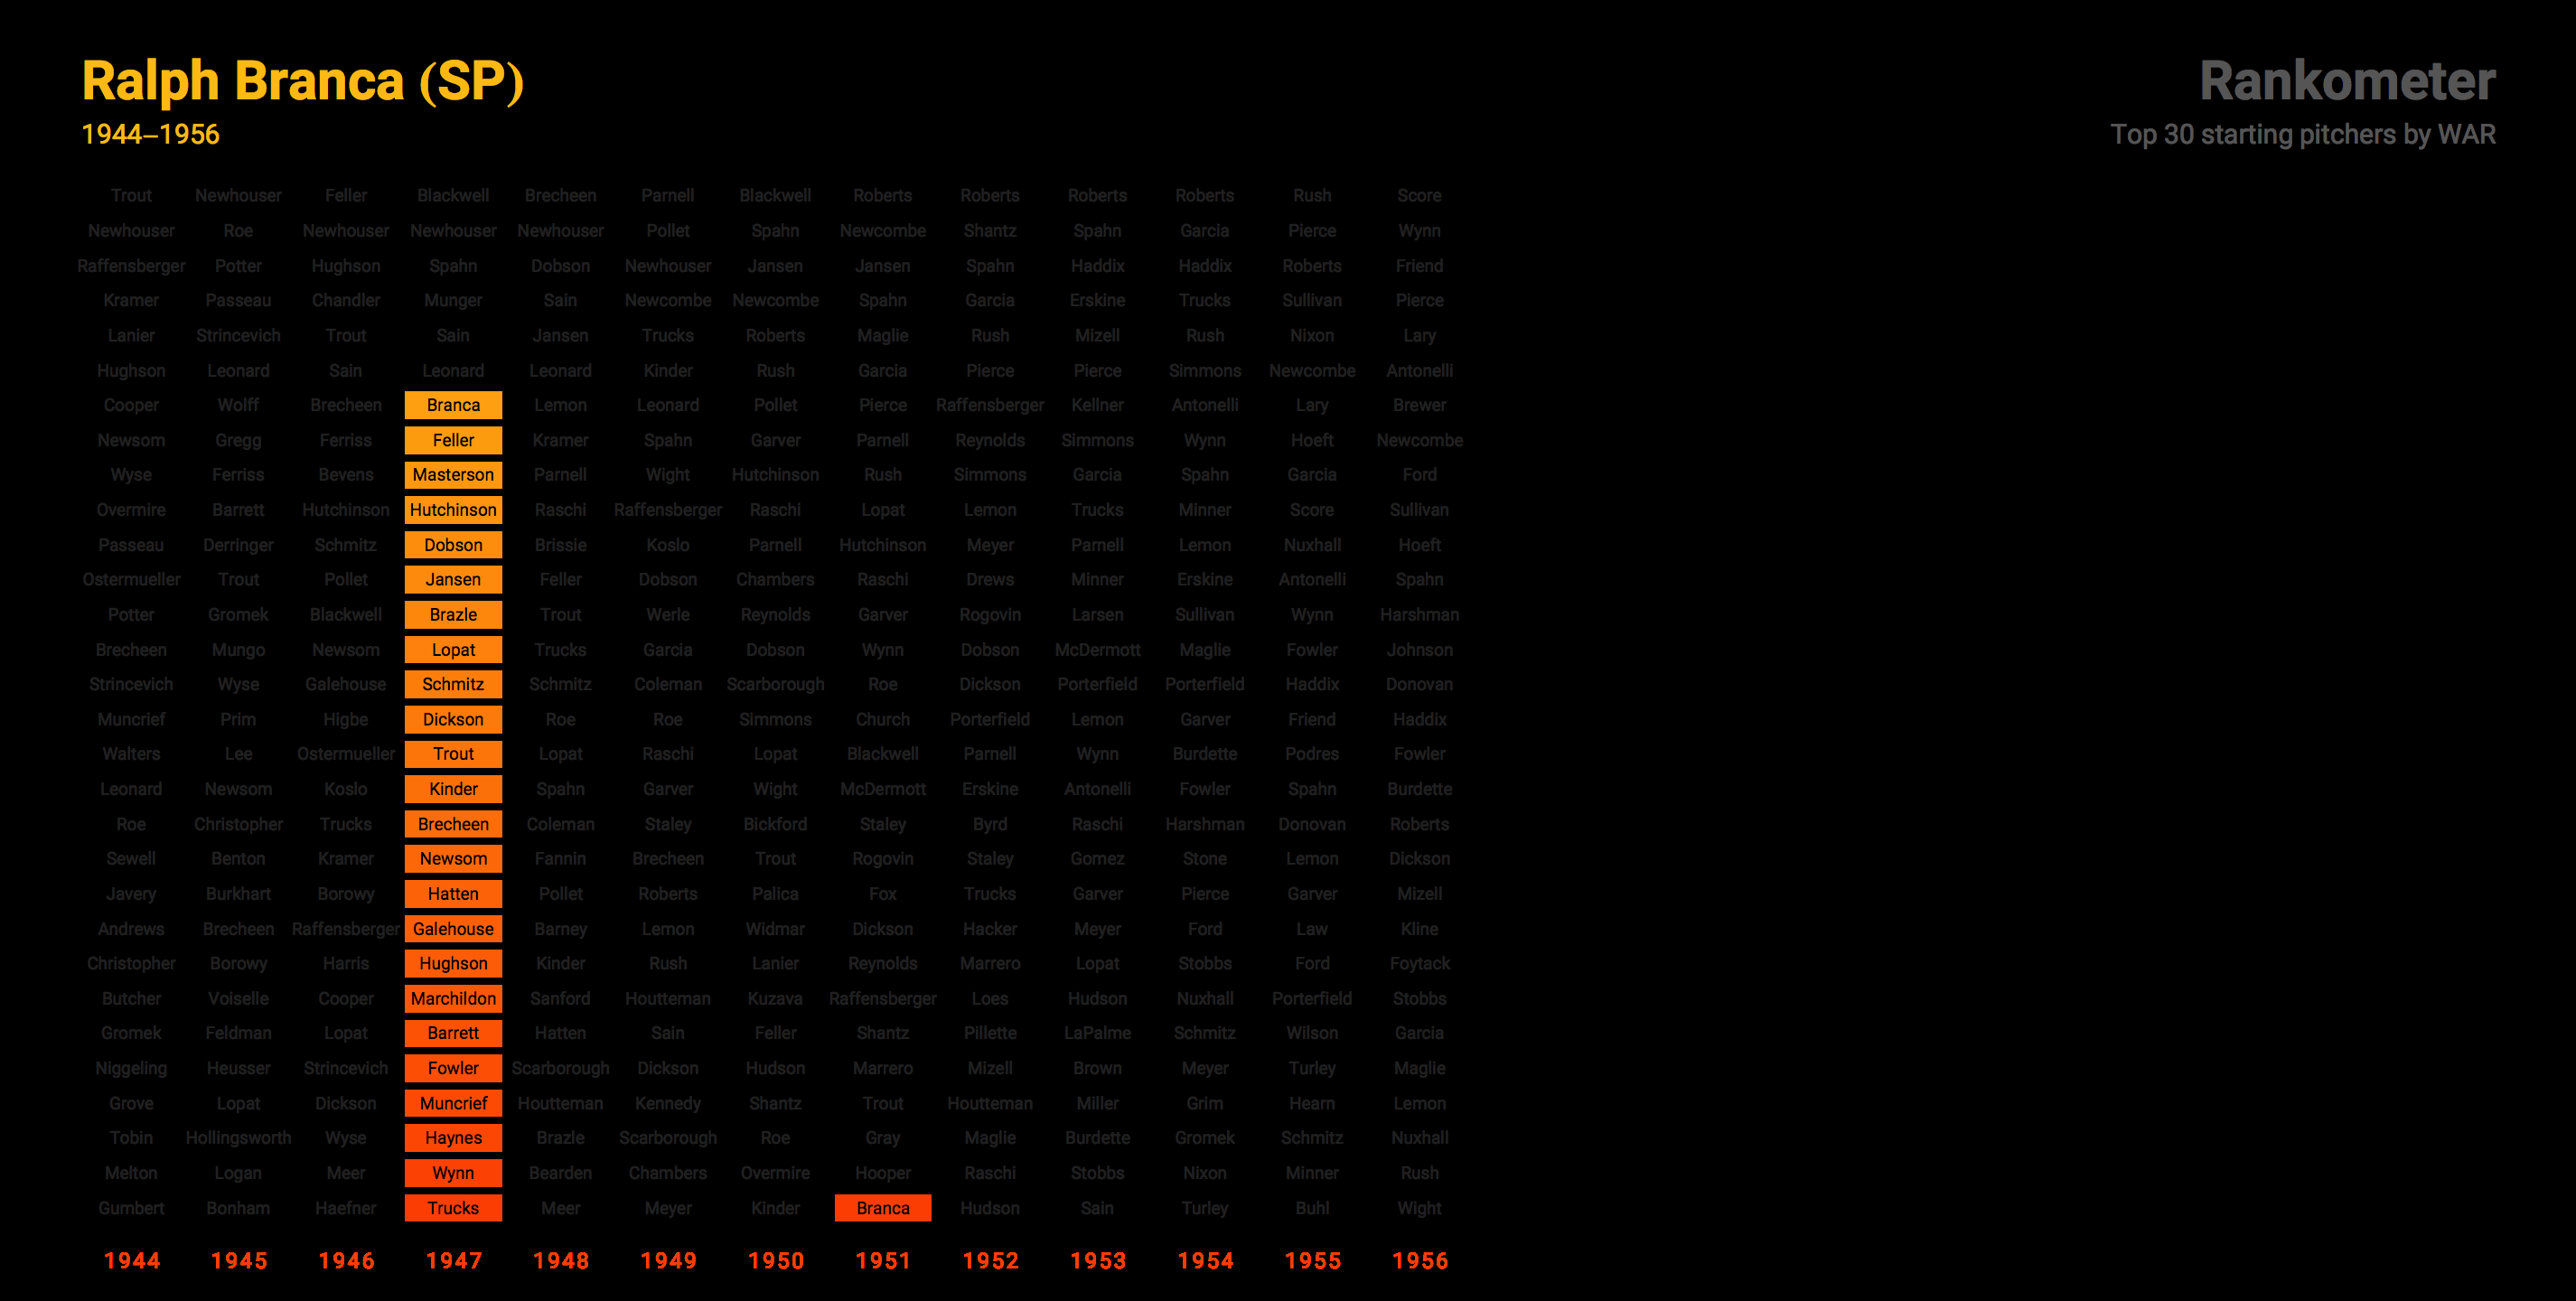 Ralph Branca (SP)
1944–1956
Rankometer
Top 30 starting pitchers by WAR
Trout Newhouser Feller Blackwell Brecheen Parnell Blackwell Roberts Roberts Roberts Roberts Rush Score
Newhouser Roe Newhouser Newhouser Newhouser Pollet Spahn Newcombe Shantz Spahn Garcia Pierce Wynn
Raffensberger Potter Hughson Spahn Dobson Newhouser Jansen Jansen Spahn Haddix Haddix Roberts Friend
Kramer Passeau Chandler Munger Sain Newcombe Newcombe Spahn Garcia Erskine Trucks Sullivan Pierce
Lanier Strincevich Trout Sain Jansen Trucks Roberts Maglie Rush Mizell Rush Nixon Lary
Hughson Leonard Sain Leonard Leonard Kinder Rush Garcia Pierce Pierce Simmons Newcombe Antonelli
Cooper Wolff Brecheen Branca Lemon Leonard Pollet Pierce Raffensberger Kellner Antonelli Lary Brewer
Newsom Gregg Ferriss Feller Kramer Spahn Garver Parnell Reynolds Simmons Wynn Hoeft Newcombe
Wyse Ferriss Bevens Masterson Parnell Wight Hutchinson Rush Simmons Garcia Spahn Garcia Ford
Overmire Barrett Hutchinson Hutchinson Raschi Raffensberger Raschi Lopat Lemon Trucks Minner Score Sullivan
Passeau Derringer Schmitz Dobson Brissie Koslo Parnell Hutchinson Meyer Parnell Lemon Nuxhall Hoeft
Ostermueller Trout Pollet Jansen Feller Dobson Chambers Raschi Drews Minner Erskine Antonelli Spahn
Potter Gromek Blackwell Brazle Trout Werle Reynolds Garver Rogovin Larsen Sullivan Wynn Harshman
Brecheen Mungo Newsom Lopat Trucks Garcia Dobson Wynn Dobson McDermott Maglie Fowler Johnson
Strincevich Wyse Galehouse Schmitz Schmitz Coleman Scarborough Roe Dickson Porterfield Porterfield Haddix Donovan
Muncrief Prim Higbe Dickson Roe Roe Simmons Church Porterfield Lemon Garver Friend Haddix
Walters Lee Ostermueller Trout Lopat Raschi Lopat Blackwell Parnell Wynn Burdette Podres Fowler
Leonard Newsom Koslo Kinder Spahn Garver Wight McDermott Erskine Antonelli Fowler Spahn Burdette
Roe Christopher Trucks Brecheen Coleman Staley Bickford Staley Byrd Raschi Harshman Donovan Roberts
Sewell Benton Kramer Newsom Fannin Brecheen Trout Rogovin Staley Gomez Stone Lemon Dickson
Javery Burkhart Borowy Hatten Pollet Roberts Palica Fox Trucks Garver Pierce Garver Mizell
Andrews Brecheen Raffensberger Galehouse Barney Lemon Widmar Dickson Hacker Meyer Ford Law Kline
Christopher Borowy Harris Hughson Kinder Rush Lanier Reynolds Marrero Lopat Stobbs Ford Foytack
Butcher Voiselle Cooper Marchildon Sanford Houtteman Kuzava Raffensberger Loes Hudson Nuxhall Porterfield Stobbs
Gromek Feldman Lopat Barrett Hatten Sain Feller Shantz Pillette LaPalme Schmitz Wilson Garcia
Niggeling Heusser Strincevich Fowler Scarborough Dickson Hudson Marrero Mizell Brown Meyer Turley Maglie
Grove Lopat Dickson Muncrief Houtteman Kennedy Shantz Trout Houtteman Miller Grim Hearn Lemon
Tobin Hollingsworth Wyse Haynes Brazle Scarborough Roe Gray Maglie Burdette Gromek Schmitz Nuxhall
Melton Logan Meer Wynn Bearden Chambers Overmire Hooper Raschi Stobbs Nixon Minner Rush
Gumbert Bonham Haefner Trucks Meer Meyer Kinder Branca Hudson Sain Turley Buhl Wight
1944 1945 1946 1947 1948 1949 1950 1951 1952 1953 1954 1955 1956